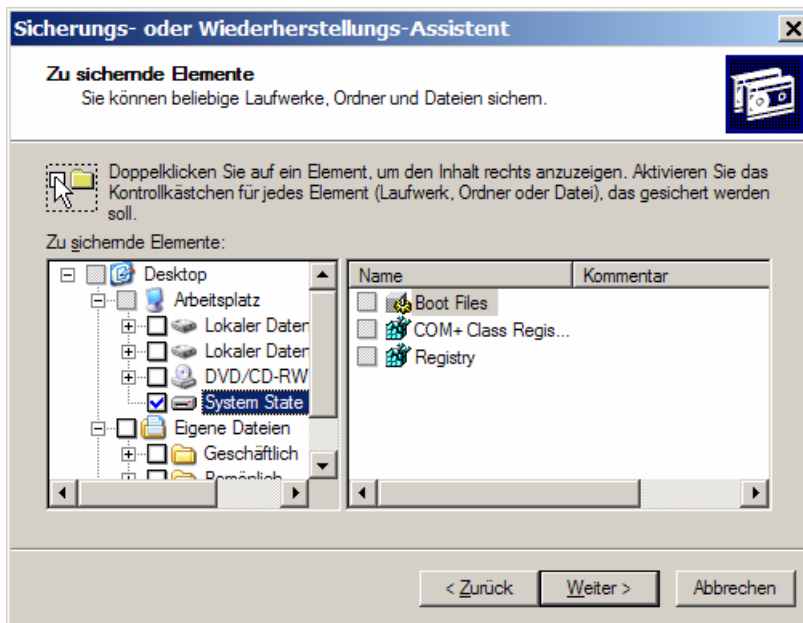 Sicherungs- oder Wiederherstellungs-Assistent
Zu sichernde Elemente
Sie können beliebige Laufwerke, Ordner und Dateien sichern.
Doppelklicken Sie auf ein Element, um den Inhalt rechts anzuzeigen. Aktivieren Sie das
Kontrollkästchen für jedes Element (Laufwerk, Ordner oder Datei), das gesichert werden
soll.
Zu sichernde Elemente:
Desktop
Arbeitsplatz
Lokaler Daten
Lokaler Daten
DVD/CD-RW
System State
Eigene Dateien
Geschäftlich
Persönlich
Name Kommentar
Boot Files
COM+ Class Regis...
Registry
< Zurück Weiter > Abbrechen